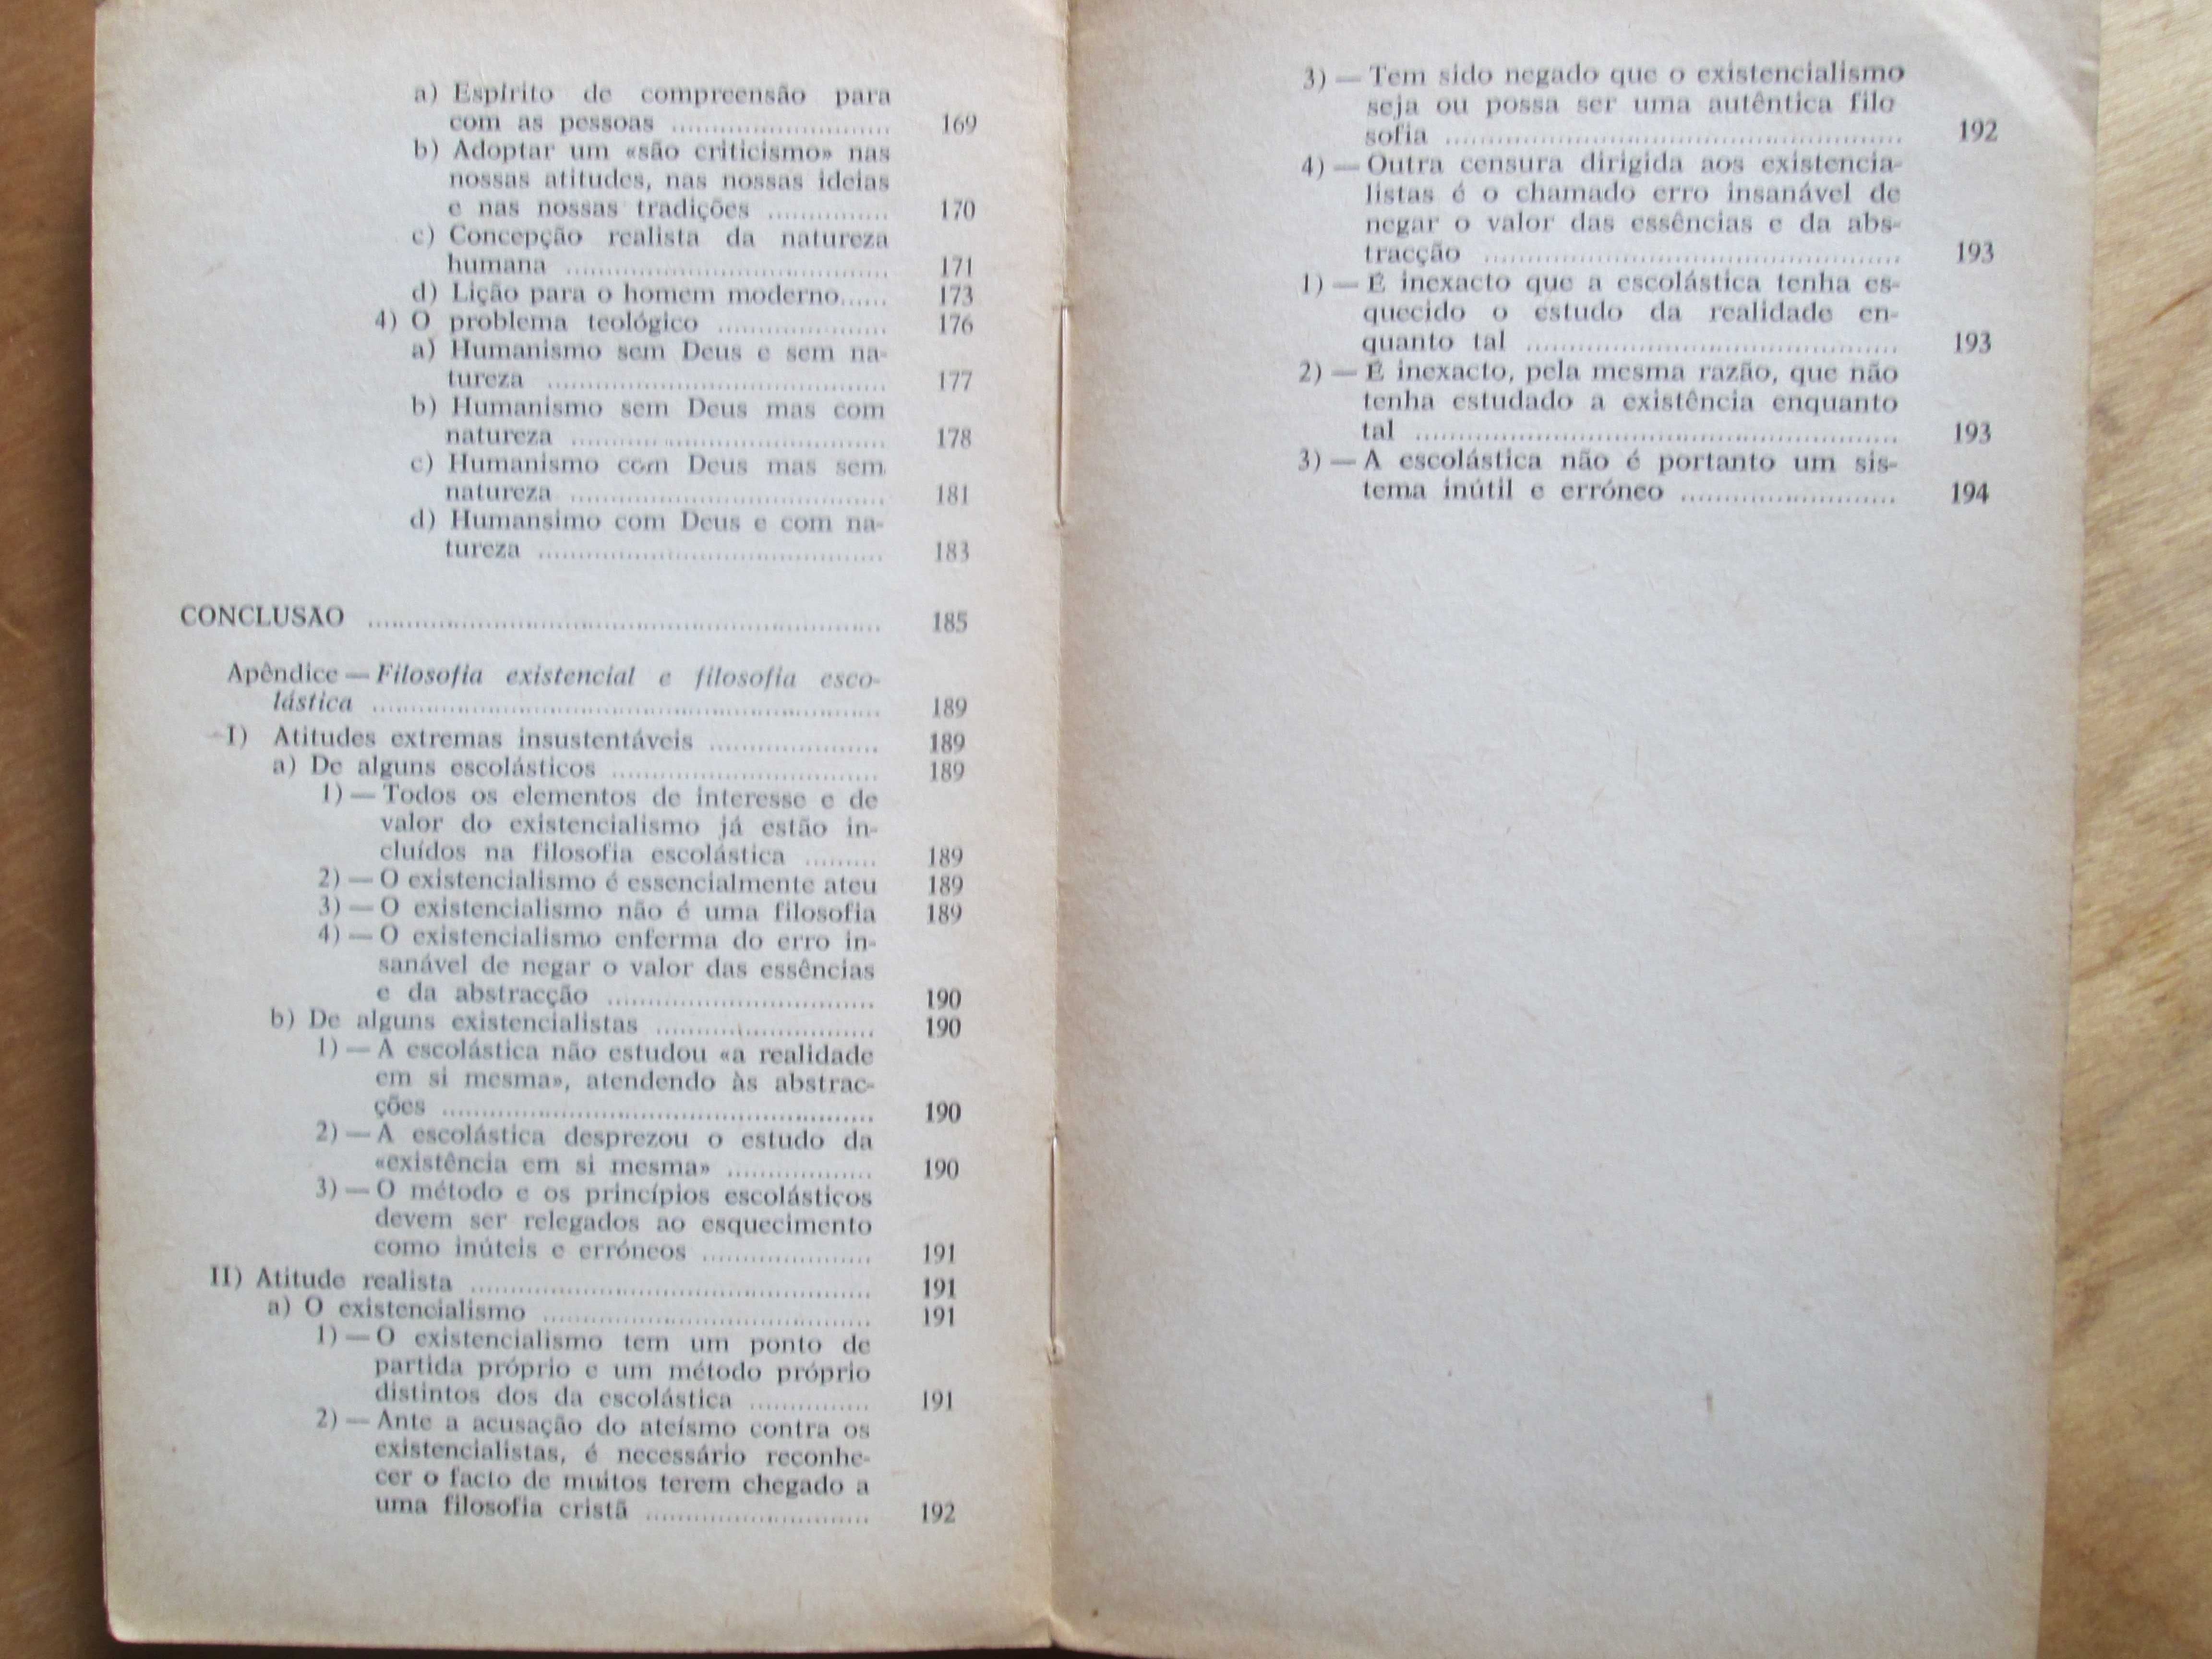 a) Espírito de compreensão para
com as pessoas ........................... 169
b) Adoptar um «são criticismo» nas
nossas atitudes, nas nossas ideias
e nas nossas tradições ............... 170
c) Concepção realista da natureza
humana ........................................ 171
d) Lição para o homem moderno...... 173
4) O problema teológico ..................... 176
a) Humanismo sem Deus e sem na-
tureza .......................................... 177
b) Humanismo sem Deus mas com
natureza ....................................... 178
c) Humanismo com Deus mas sem
natureza ....................................... 181
d) Humansimo com Deus e com na-
tureza ........................................... 183
CONCLUSAO ................................................................ 185
Apêndice — Filosofia existencial e filosofia esco-
lástica ............................................................... 189
I) Atitudes extremas insustentáveis ..................... 189
a) De alguns escolásticos ................................. 189
1) — Todos os elementos de interesse e de
valor do existencialismo já estão in-
cluídos na filosofia escolástica ......... 189
2) — O existencialismo é essencialmente ateu 189
3) — O existencialismo não é uma filosofia 189
4) — O existencialismo enferma do erro in-
sanável de negar o valor das essências
e da abstracção ................................. 190
b) De alguns existencialistas ........................... 190
1) — A escolástica não estudou «a realidade
em si mesma», atendendo às abstrac-
ções ...................................................... 190
2) — A escolástica desprezou o estudo da
«existência em si mesma» .................. 190
3) — O método e os princípios escolásticos
devem ser relegados ao esquecimento
como inúteis e erróneos ..................... 191
II) Atitude realista .................................................. 191
a) O existencialismo ......................................... 191
1) — O existencialismo tem um ponto de
partida próprio e um método próprio
distintos dos da escolástica ............... 191
2) — Ante a acusação do ateísmo contra os
existencialistas, é necessário reconhe-
cer o facto de muitos terem chegado a
uma filosofia cristã ............................ 192
3) — Tem sido negado que o existencialismo
seja ou possa ser uma autêntica filo
sofia ...................................................... 192
4) — Outra censura dirigida aos existencia-
listas é o chamado erro insanável de
negar o valor das essências e da abs-
tracção ................................................. 193
1) — É inexacto que a escolástica tenha es-
quecido o estudo da realidade en-
quanto tal ............................................ 193
2) — É inexacto, pela mesma razão, que não
tenha estudado a existência enquanto
tal ......................................................... 193
3) — A escolástica não é portanto um sis-
tema inútil e erróneo .......................... 194